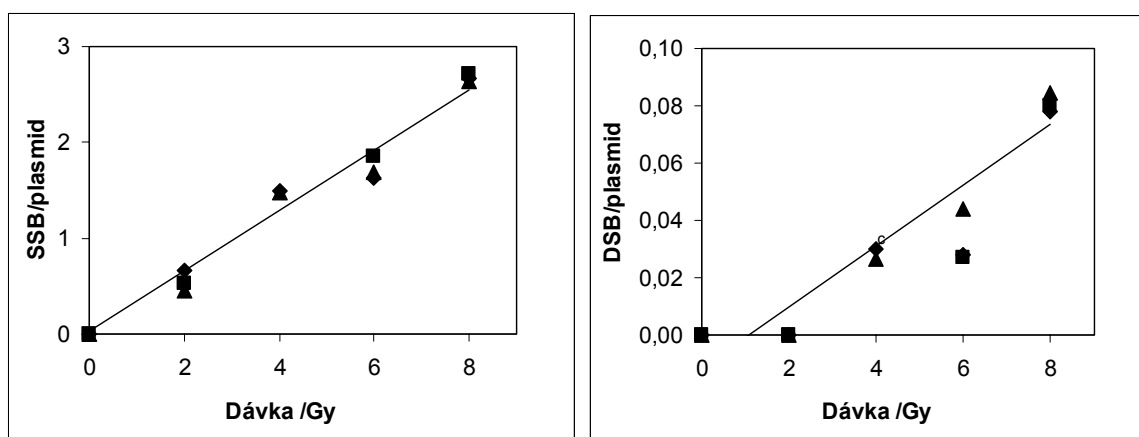 3
2
1
0
SSB/plasmid
0 2 4 6 8
Dávka /Gy
0,10
0,08
0,06
0,04
0,02
0,00
DSB/plasmid
c
0 2 4 6 8
Dávka /Gy